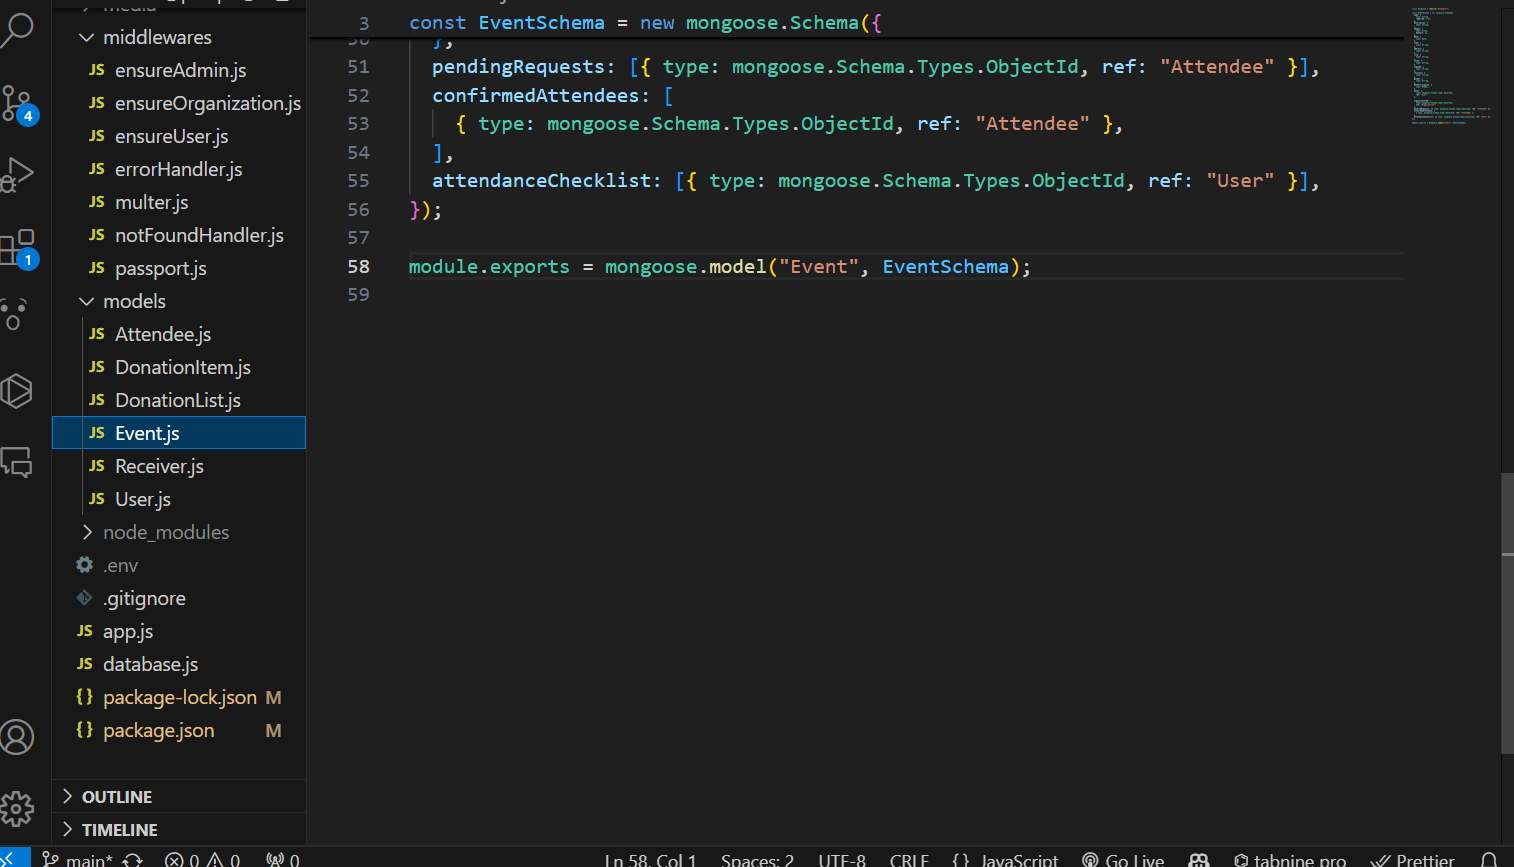 middlewares
JS ensureAdmin.js
JS ensureOrganization.js
JS ensureUser.js
JS errorHandler.js
JS multer.js
JS notFoundHandler.js
JS passport.js
models
JS Attendee.js
JS DonationItem.js
JS DonationList.js
JS Event.js
JS Receiver.js
JS User.js
node_modules
.env
.gitignore
JS app.js
JS database.js
{} package-lock.json M
{} package.json M
OUTLINE
TIMELINE
4
1
3 const EventSchema = new mongoose.Schema({
51 pendingRequests: [{ type: mongoose.Schema.Types.ObjectId, ref: "Attendee" }],
52 confirmedAttendees: [
53 { type: mongoose.Schema.Types.ObjectId, ref: "Attendee" },
54 ],
55 attendanceChecklist: [{ type: mongoose.Schema.Types.ObjectId, ref: "User" }],
56 });
57
58 module.exports = mongoose.model("Event", EventSchema);
59
main* 0 0 0 Ln 58, Col 1 Spaces: 2 UTF-8 CRLF {} JavaScript Go Live tabnine pro Prettier